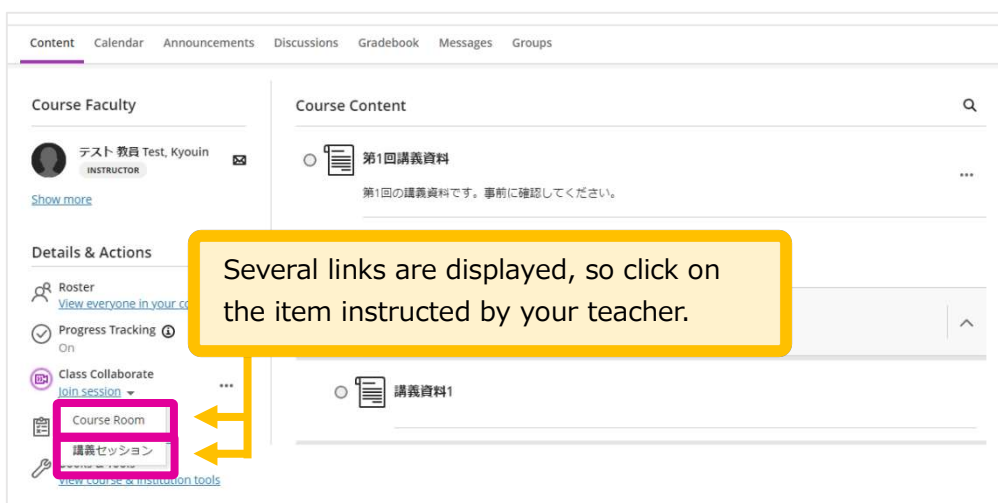 Content Calendar Announcements Discussions Gradebook Messages Groups
Course Faculty
テスト 教員 Test, Kyouin
INSTRUCTOR
Show more
Details & Actions
Roster
View everyone in your co
Progress Tracking
On
Class Collaborate
Join session
Course Room
講義セッション
Books & Tools
View course & institution tools
Course Content
第1回講義資料
第1回の講義資料です。事前に確認してください。
Several links are displayed, so click on
the item instructed by your teacher.
講義資料1